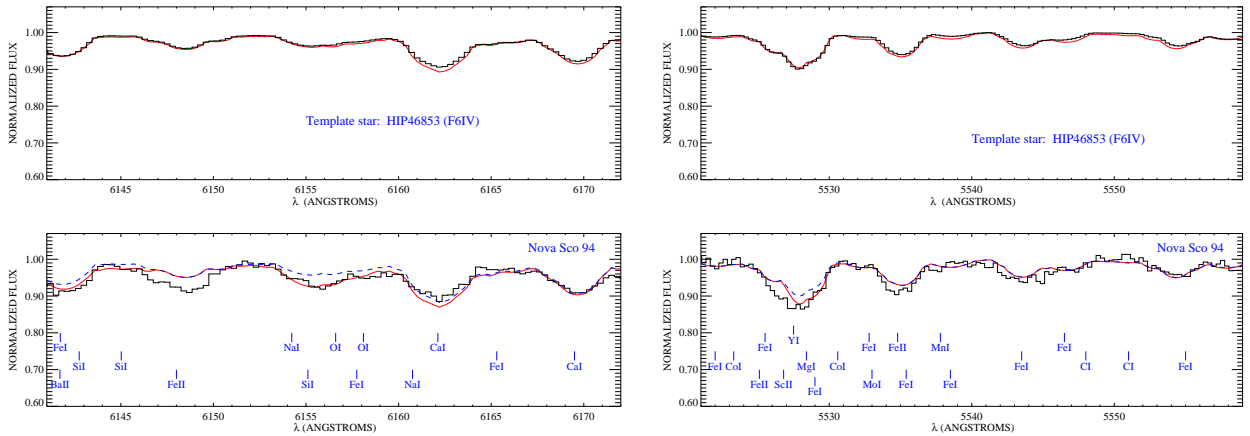 1.00
0.90
0.80
0.70
0.60
NORMALIZED FLUX
Template star: HIP46853 (F6IV)
6145 6150 6155 6160 6165 6170
λ (ANGSTROMS)
1.00
0.90
0.80
0.70
0.60
NORMALIZED FLUX
Template star: HIP46853 (F6IV)
5530 5540 5550
λ (ANGSTROMS)
1.00
0.90
0.80
0.70
0.60
NORMALIZED FLUX
Nova Sco 94
FeI NaI OI OI CaI
SiI SiI FeI CaI
BaII FeII SiI FeI NaI
6145 6150 6155 6160 6165 6170
λ (ANGSTROMS)
1.00
0.90
0.80
0.70
0.60
NORMALIZED FLUX
Nova Sco 94
YI
FeI FeI FeII MnI FeI
FeI CoI MgI CoI FeI CI CI FeI
FeII ScII MoI FeI FeI
FeI
5530 5540 5550
λ (ANGSTROMS)